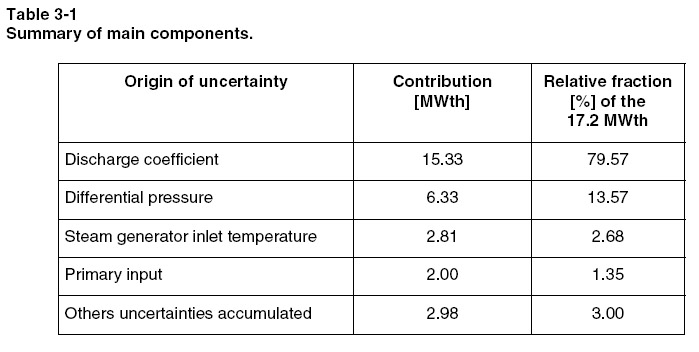 Table 3-1
Summary of main components.
Origin of uncertainty Contribution [MWth] Relative fraction [%] of the 17.2 MWth
Discharge coefficient 15.33 79.57
Differential pressure 6.33 13.57
Steam generator inlet temperature 2.81 2.68
Primary input 2.00 1.35
Others uncertainties accumulated 2.98 3.00